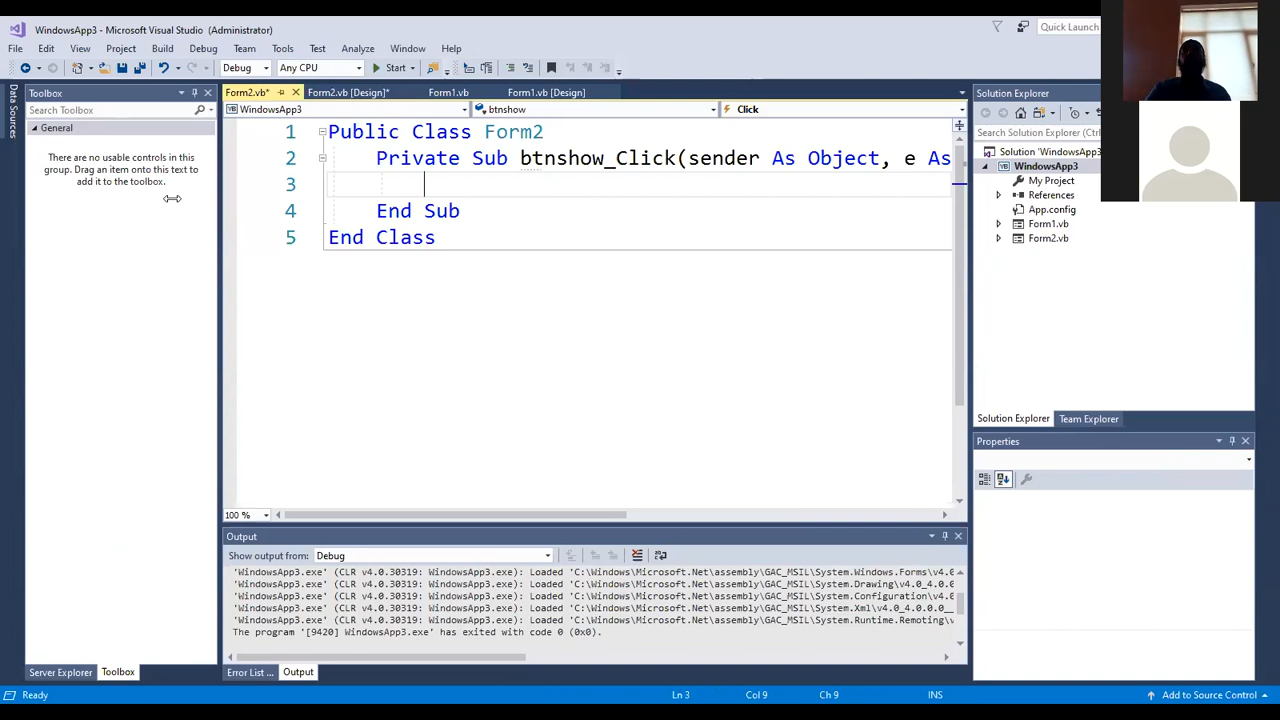 WindowsApp3 - Microsoft Visual Studio (Administrator)
Quick Launch
File Edit View Project Build Debug Team Tools Test Analyze Window Help
Debug Any CPU Start
Data Sources
Toolbox
Search Toolbox
General
There are no usable controls in this
group. Drag an item onto this text to
add it to the toolbox.
Server Explorer Toolbox
Form2.vb* Form2.vb [Design]* Form1.vb Form1.vb [Design]
WindowsApp3 btnshow Click
1 Public Class Form2
2 Private Sub btnshow_Click(sender As Object, e As
3
4 End Sub
5 End Class
100 %
Output
Show output from: Debug
'WindowsApp3.exe' (CLR v4.0.30319: WindowsApp3.exe): Loaded 'C:\Windows\Microsoft.Net\assembly\GAC_MSIL\System.Windows.Forms\v4.0
'WindowsApp3.exe' (CLR v4.0.30319: WindowsApp3.exe): Loaded 'C:\Windows\Microsoft.Net\assembly\GAC_MSIL\System.Drawing\v4.0_4.0.0
'WindowsApp3.exe' (CLR v4.0.30319: WindowsApp3.exe): Loaded 'C:\Windows\Microsoft.Net\assembly\GAC_MSIL\System.Configuration\v4.0
'WindowsApp3.exe' (CLR v4.0.30319: WindowsApp3.exe): Loaded 'C:\Windows\Microsoft.Net\assembly\GAC_MSIL\System.Xml\v4.0_4.0.0.0__
'WindowsApp3.exe' (CLR v4.0.30319: WindowsApp3.exe): Loaded 'C:\Windows\Microsoft.Net\assembly\GAC_MSIL\System.Runtime.Remoting\v
The program '[9420] WindowsApp3.exe' has exited with code 0 (0x0).
Error List ... Output
Solution Explorer
Search Solution Explorer
Solution 'WindowsApp3
WindowsApp3
My Project
References
App.config
Form1.vb
Form2.vb
Solution Explorer Team Explorer
Properties
Ready Ln 3 Col 9 Ch 9 INS Add to Source Control